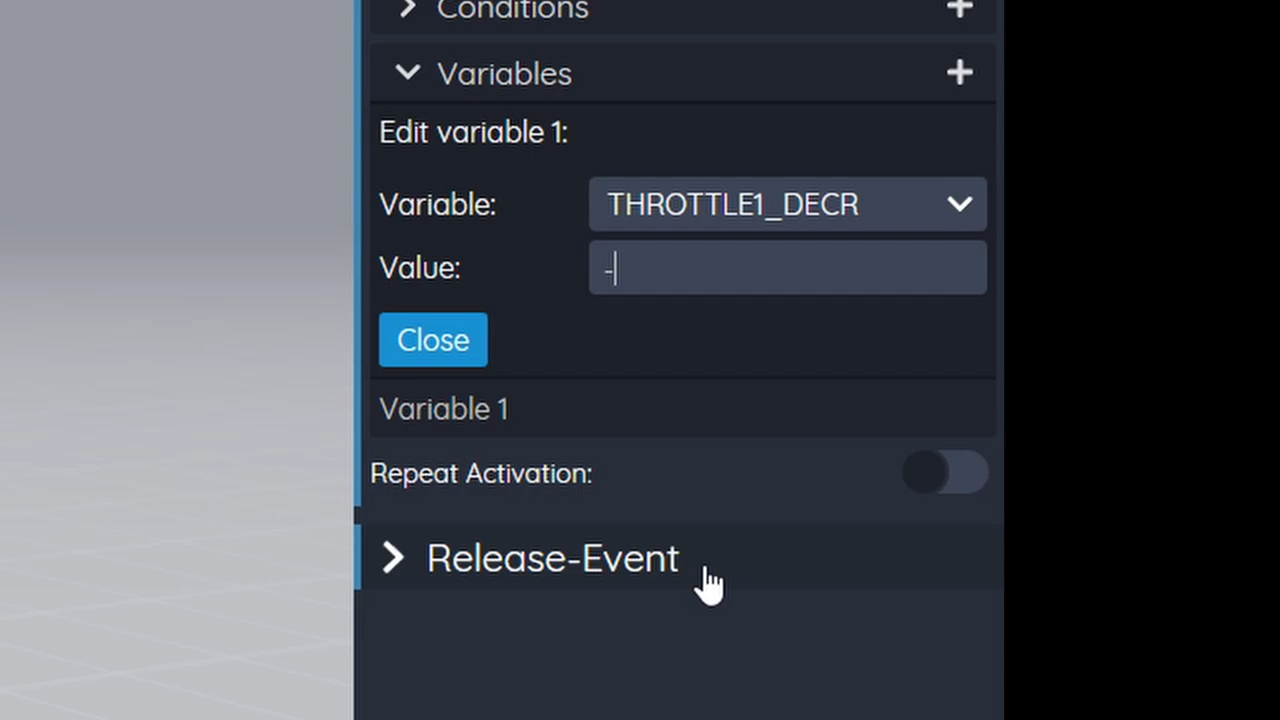 Conditions
Variables
Edit variable 1:
Variable: THROTTLE1_DECR
Value: -
Close
Variable 1
Repeat Activation:
Release-Event